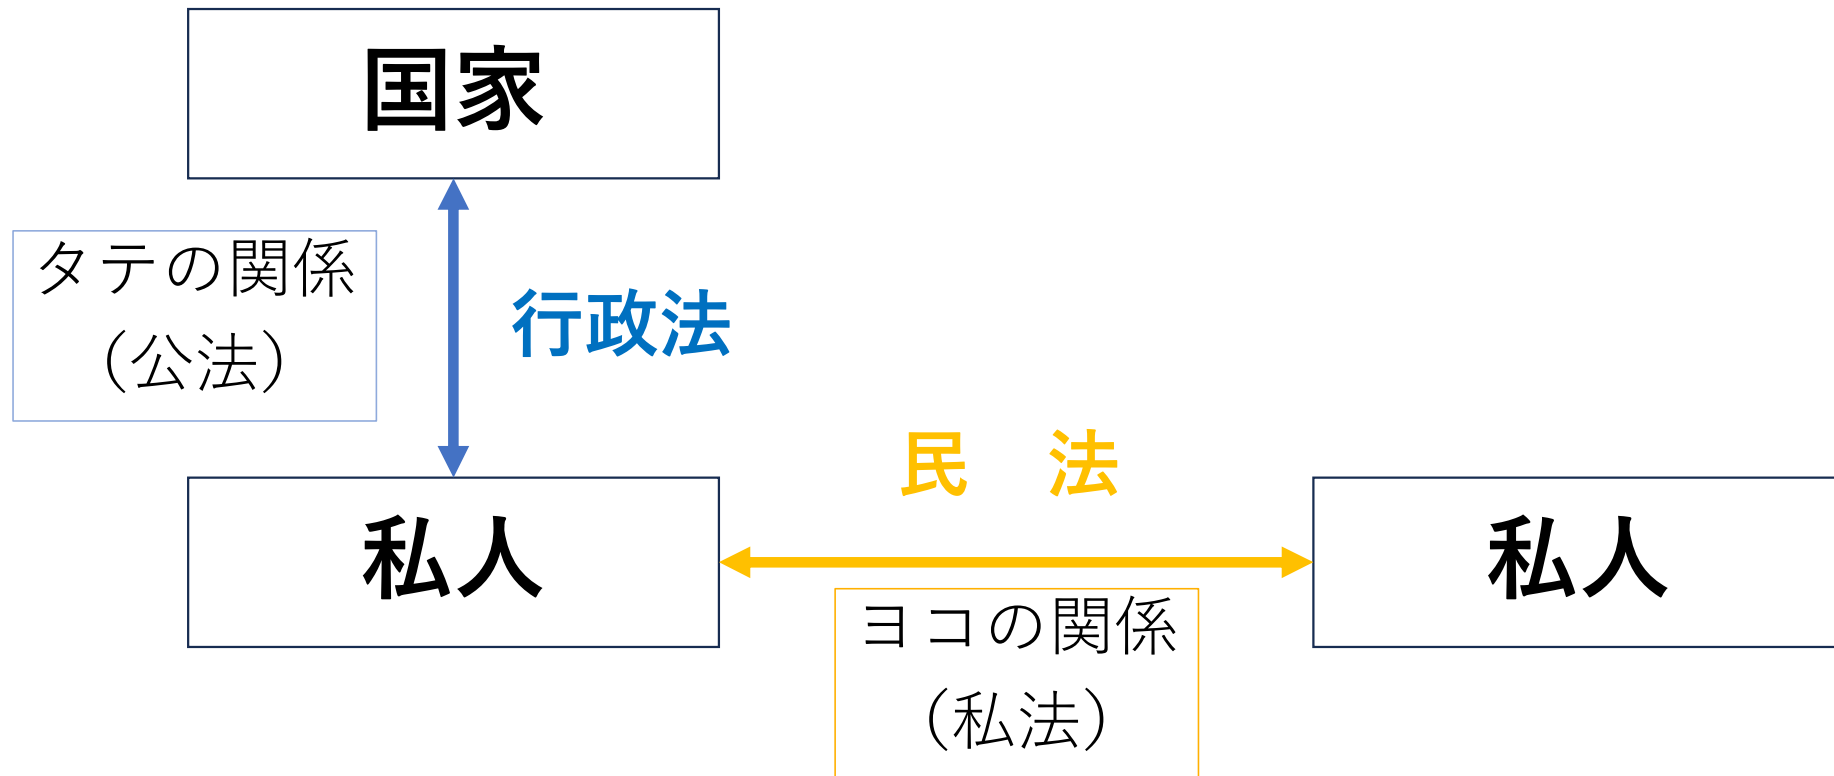 国家
タテの関係
（公法）
行政法
民　法
私人
私人
ヨコの関係
（私法）